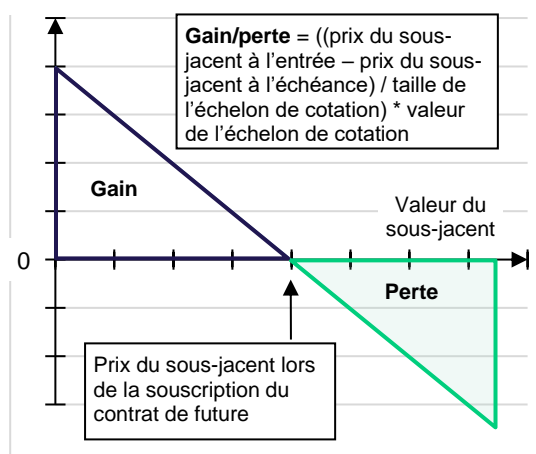 Gain/perte = ((prix du sous-
jacent à l'entrée – prix du sous-
jacent à l'échéance) / taille de
l'échelon de cotation) * valeur
de l'échelon de cotation
Gain
Valeur du
sous-jacent
0
Perte
Prix du sous-jacent lors
de la souscription du
contrat de future